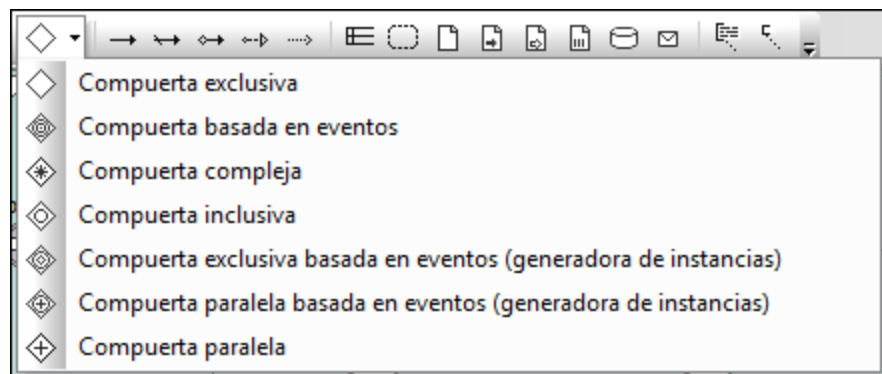 Compuerta exclusiva
Compuerta basada en eventos
Compuerta compleja
Compuerta inclusiva
Compuerta exclusiva basada en eventos (generadora de instancias)
Compuerta paralela basada en eventos (generadora de instancias)
Compuerta paralela